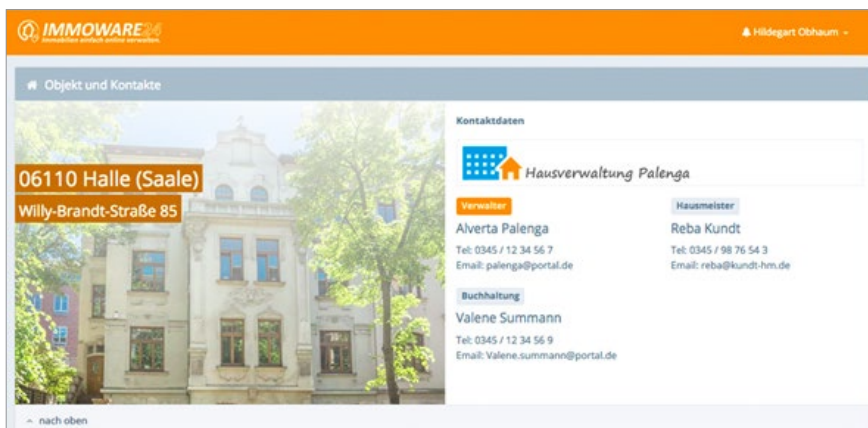 IMMOWARE24
Immobilien einfach online verwalten.
Hildegart Obhaum
Objekt und Kontakte
06110 Halle (Saale)
Willy-Brandt-Straße 85
Kontaktdaten
Hausverwaltung Palenga
Verwalter
Alverta Palenga
Tel: 0345 / 12 34 56 7
Email: palenga@portal.de
Hausmeister
Reba Kundt
Tel: 0345 / 98 76 54 3
Email: reba@kundt-hm.de
Buchhaltung
Valene Summann
Tel: 0345 / 12 34 56 9
Email: Valene.summann@portal.de
nach oben